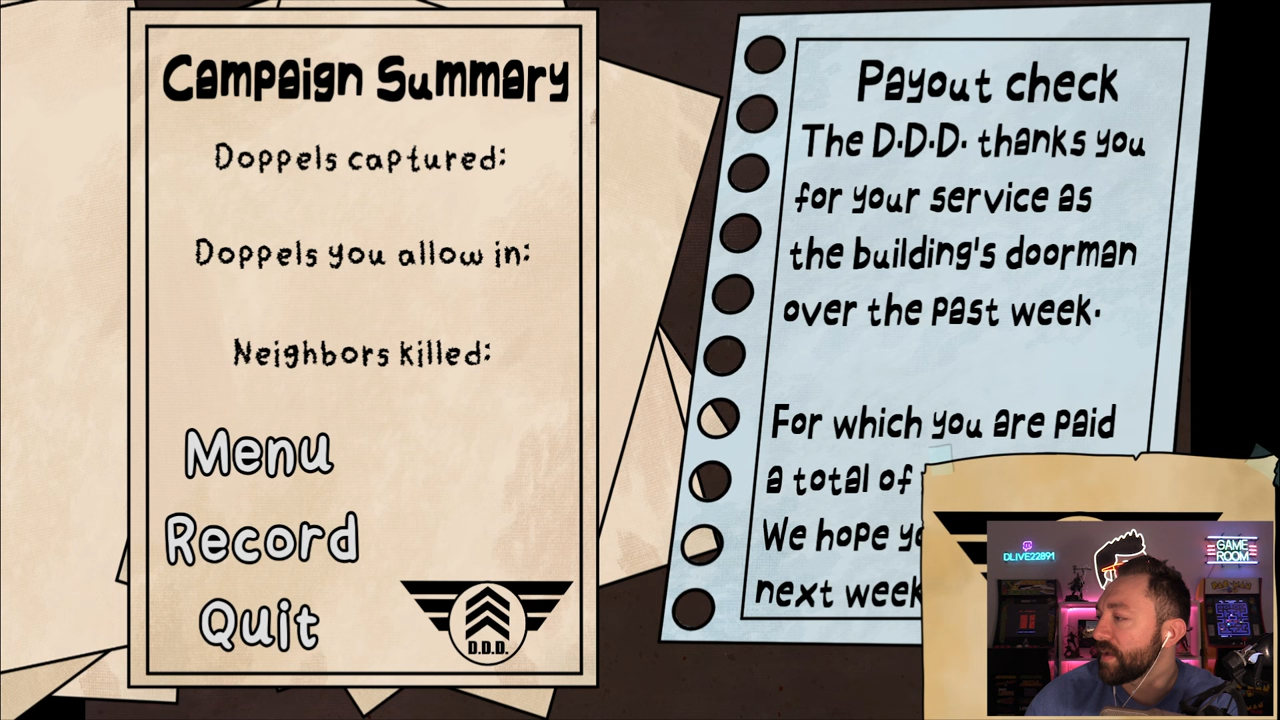 Campaign Summary
Doppels captured:
Doppels you allow in:
Neighbors killed:
Menu
Record
Quit
D.D.D.
Payout check
The D.D.D. thanks you
for your service as
the building's doorman
over the past week.
For which you are paid
a total of
We hope
next week
DLIVE22891
GAME
ROOM